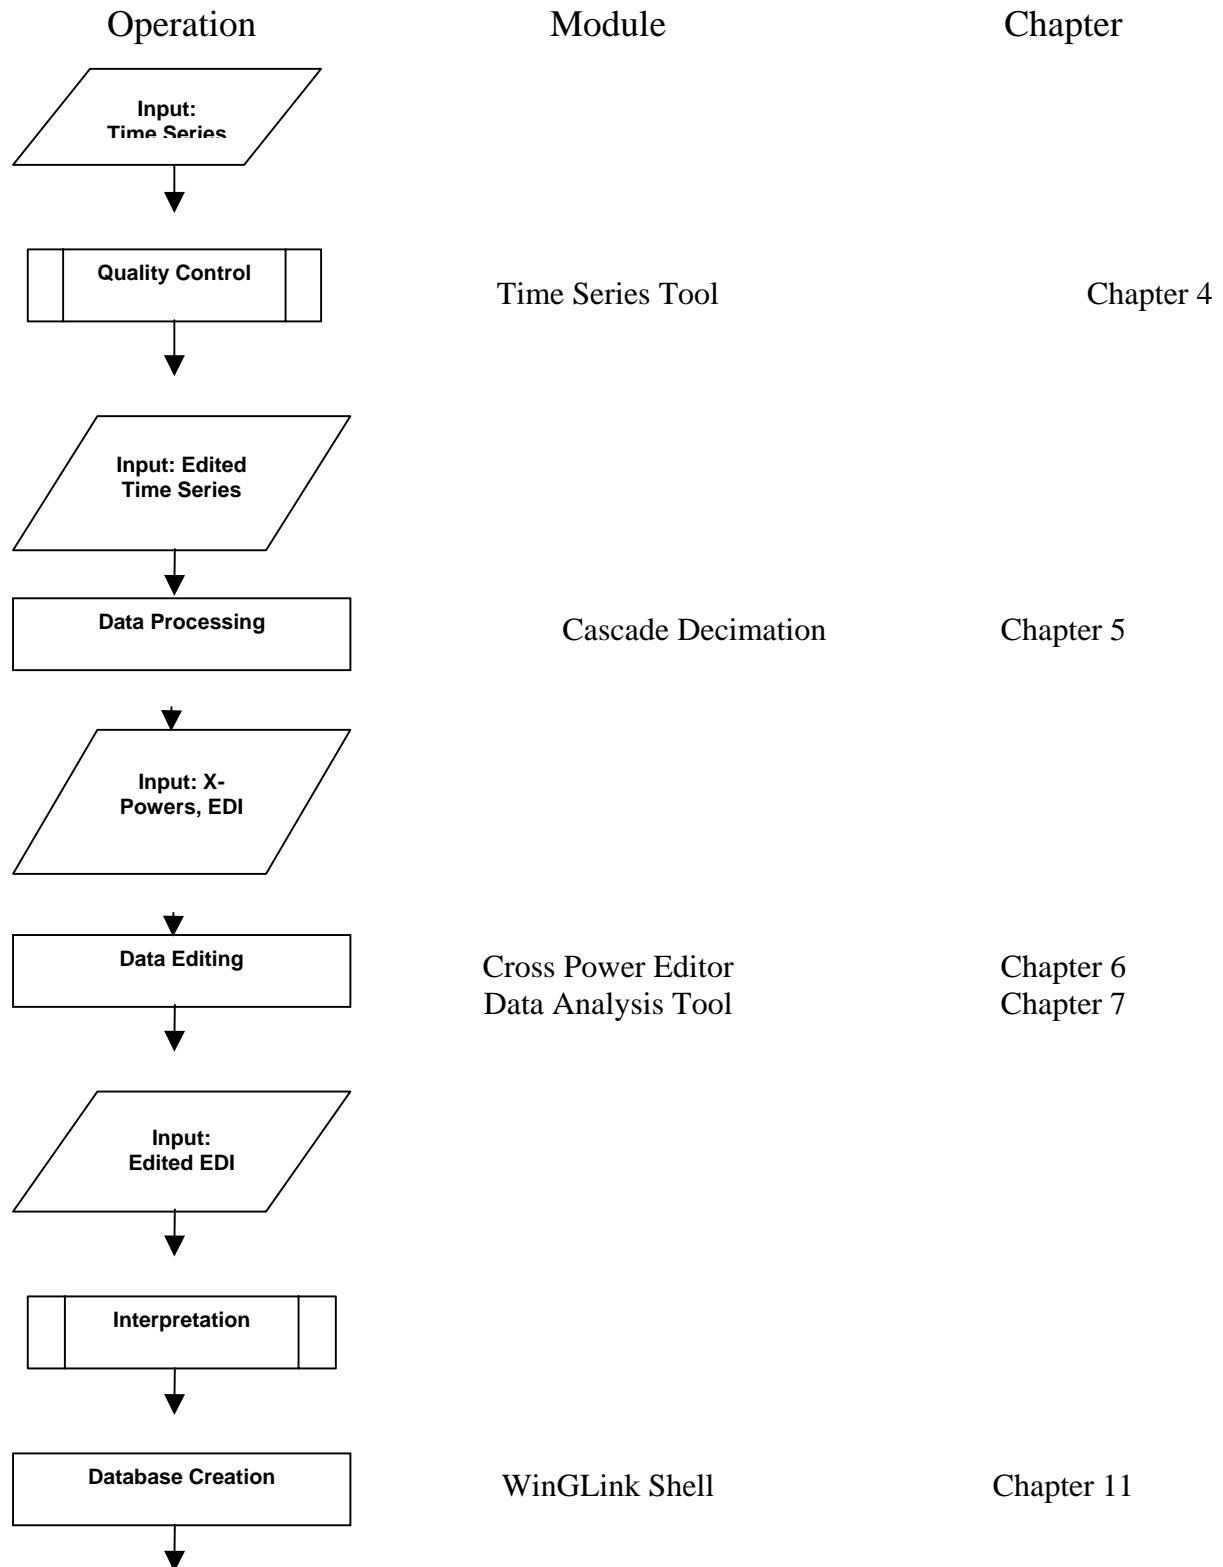 Operation Module Chapter
Input:
Time Series
Quality Control
Time Series Tool Chapter 4
Input: Edited
Time Series
Data Processing
Cascade Decimation Chapter 5
Input: X-
Powers, EDI
Data Editing
Cross Power Editor Chapter 6
Data Analysis Tool Chapter 7
Input:
Edited EDI
Interpretation
Database Creation
WinGLink Shell Chapter 11